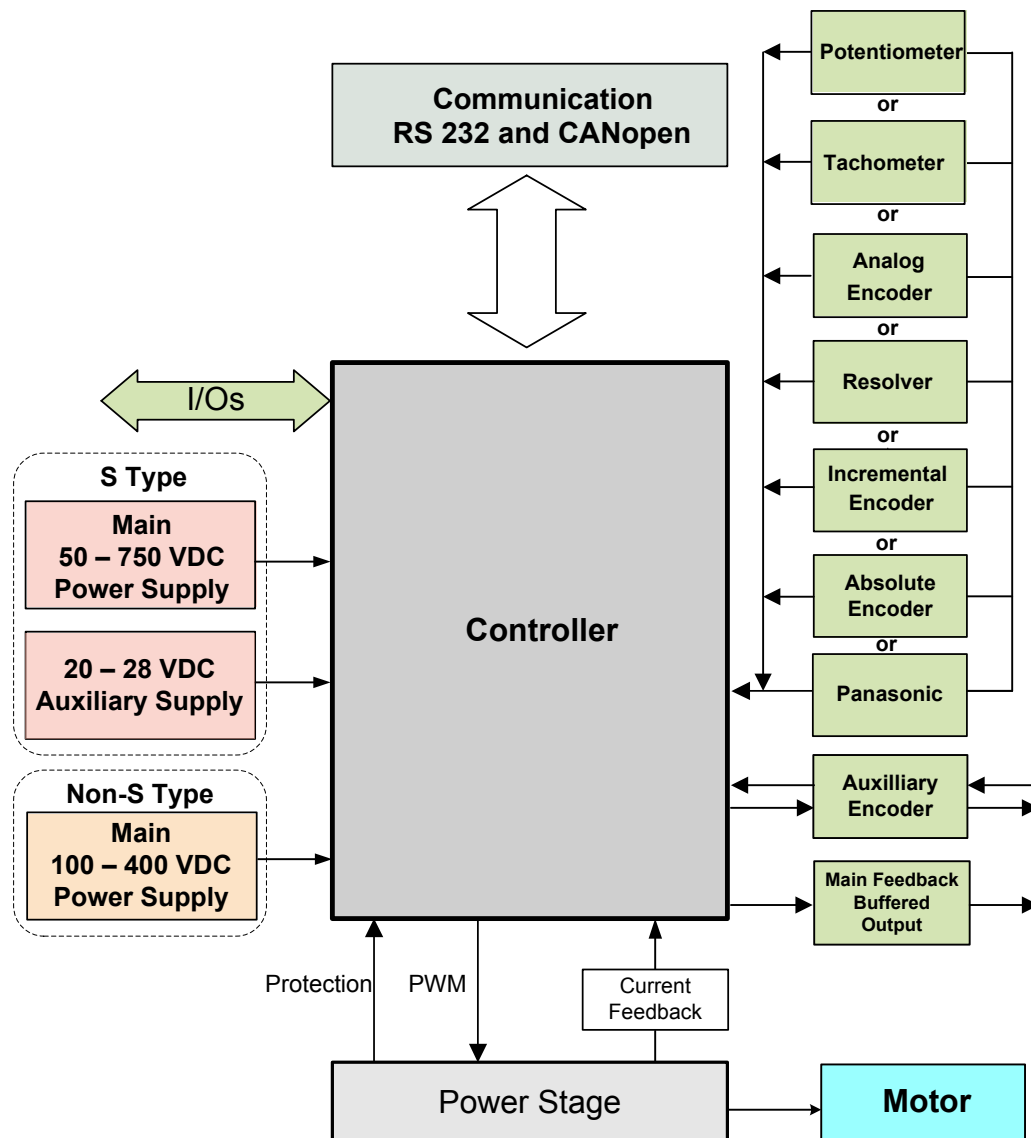 Communication
RS 232 and CANopen
I/Os
S Type
Main
50 – 750 VDC
Power Supply
20 – 28 VDC
Auxiliary Supply
Non-S Type
Main
100 – 400 VDC
Power Supply
Controller
Potentiometer
or
Tachometer
or
Analog
Encoder
or
Resolver
or
Incremental
Encoder
or
Absolute
Encoder
or
Panasonic
Auxilliary
Encoder
Main Feedback
Buffered
Output
Protection
PWM
Current
Feedback
Power Stage
Motor